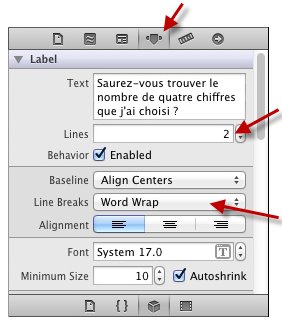 Label
Text Saurez-vous trouver le
nombre de quatre chiffres
que j'ai choisi ?
Lines 2
Behavior Enabled
Baseline Align Centers
Line Breaks Word Wrap
Alignment
Font System 17.0 T
Minimum Size 10 Autoshrink
{ }